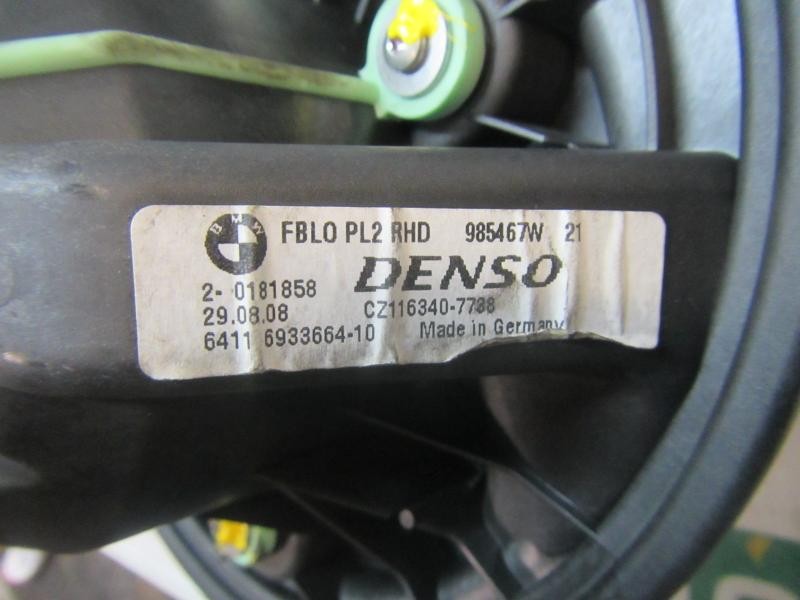 BMW FBLO PL2 RHD 985467W 21
DENSO
2- 0181858
CZ116340-7788
29.08.08
6411 6933664-10 Made in Germany